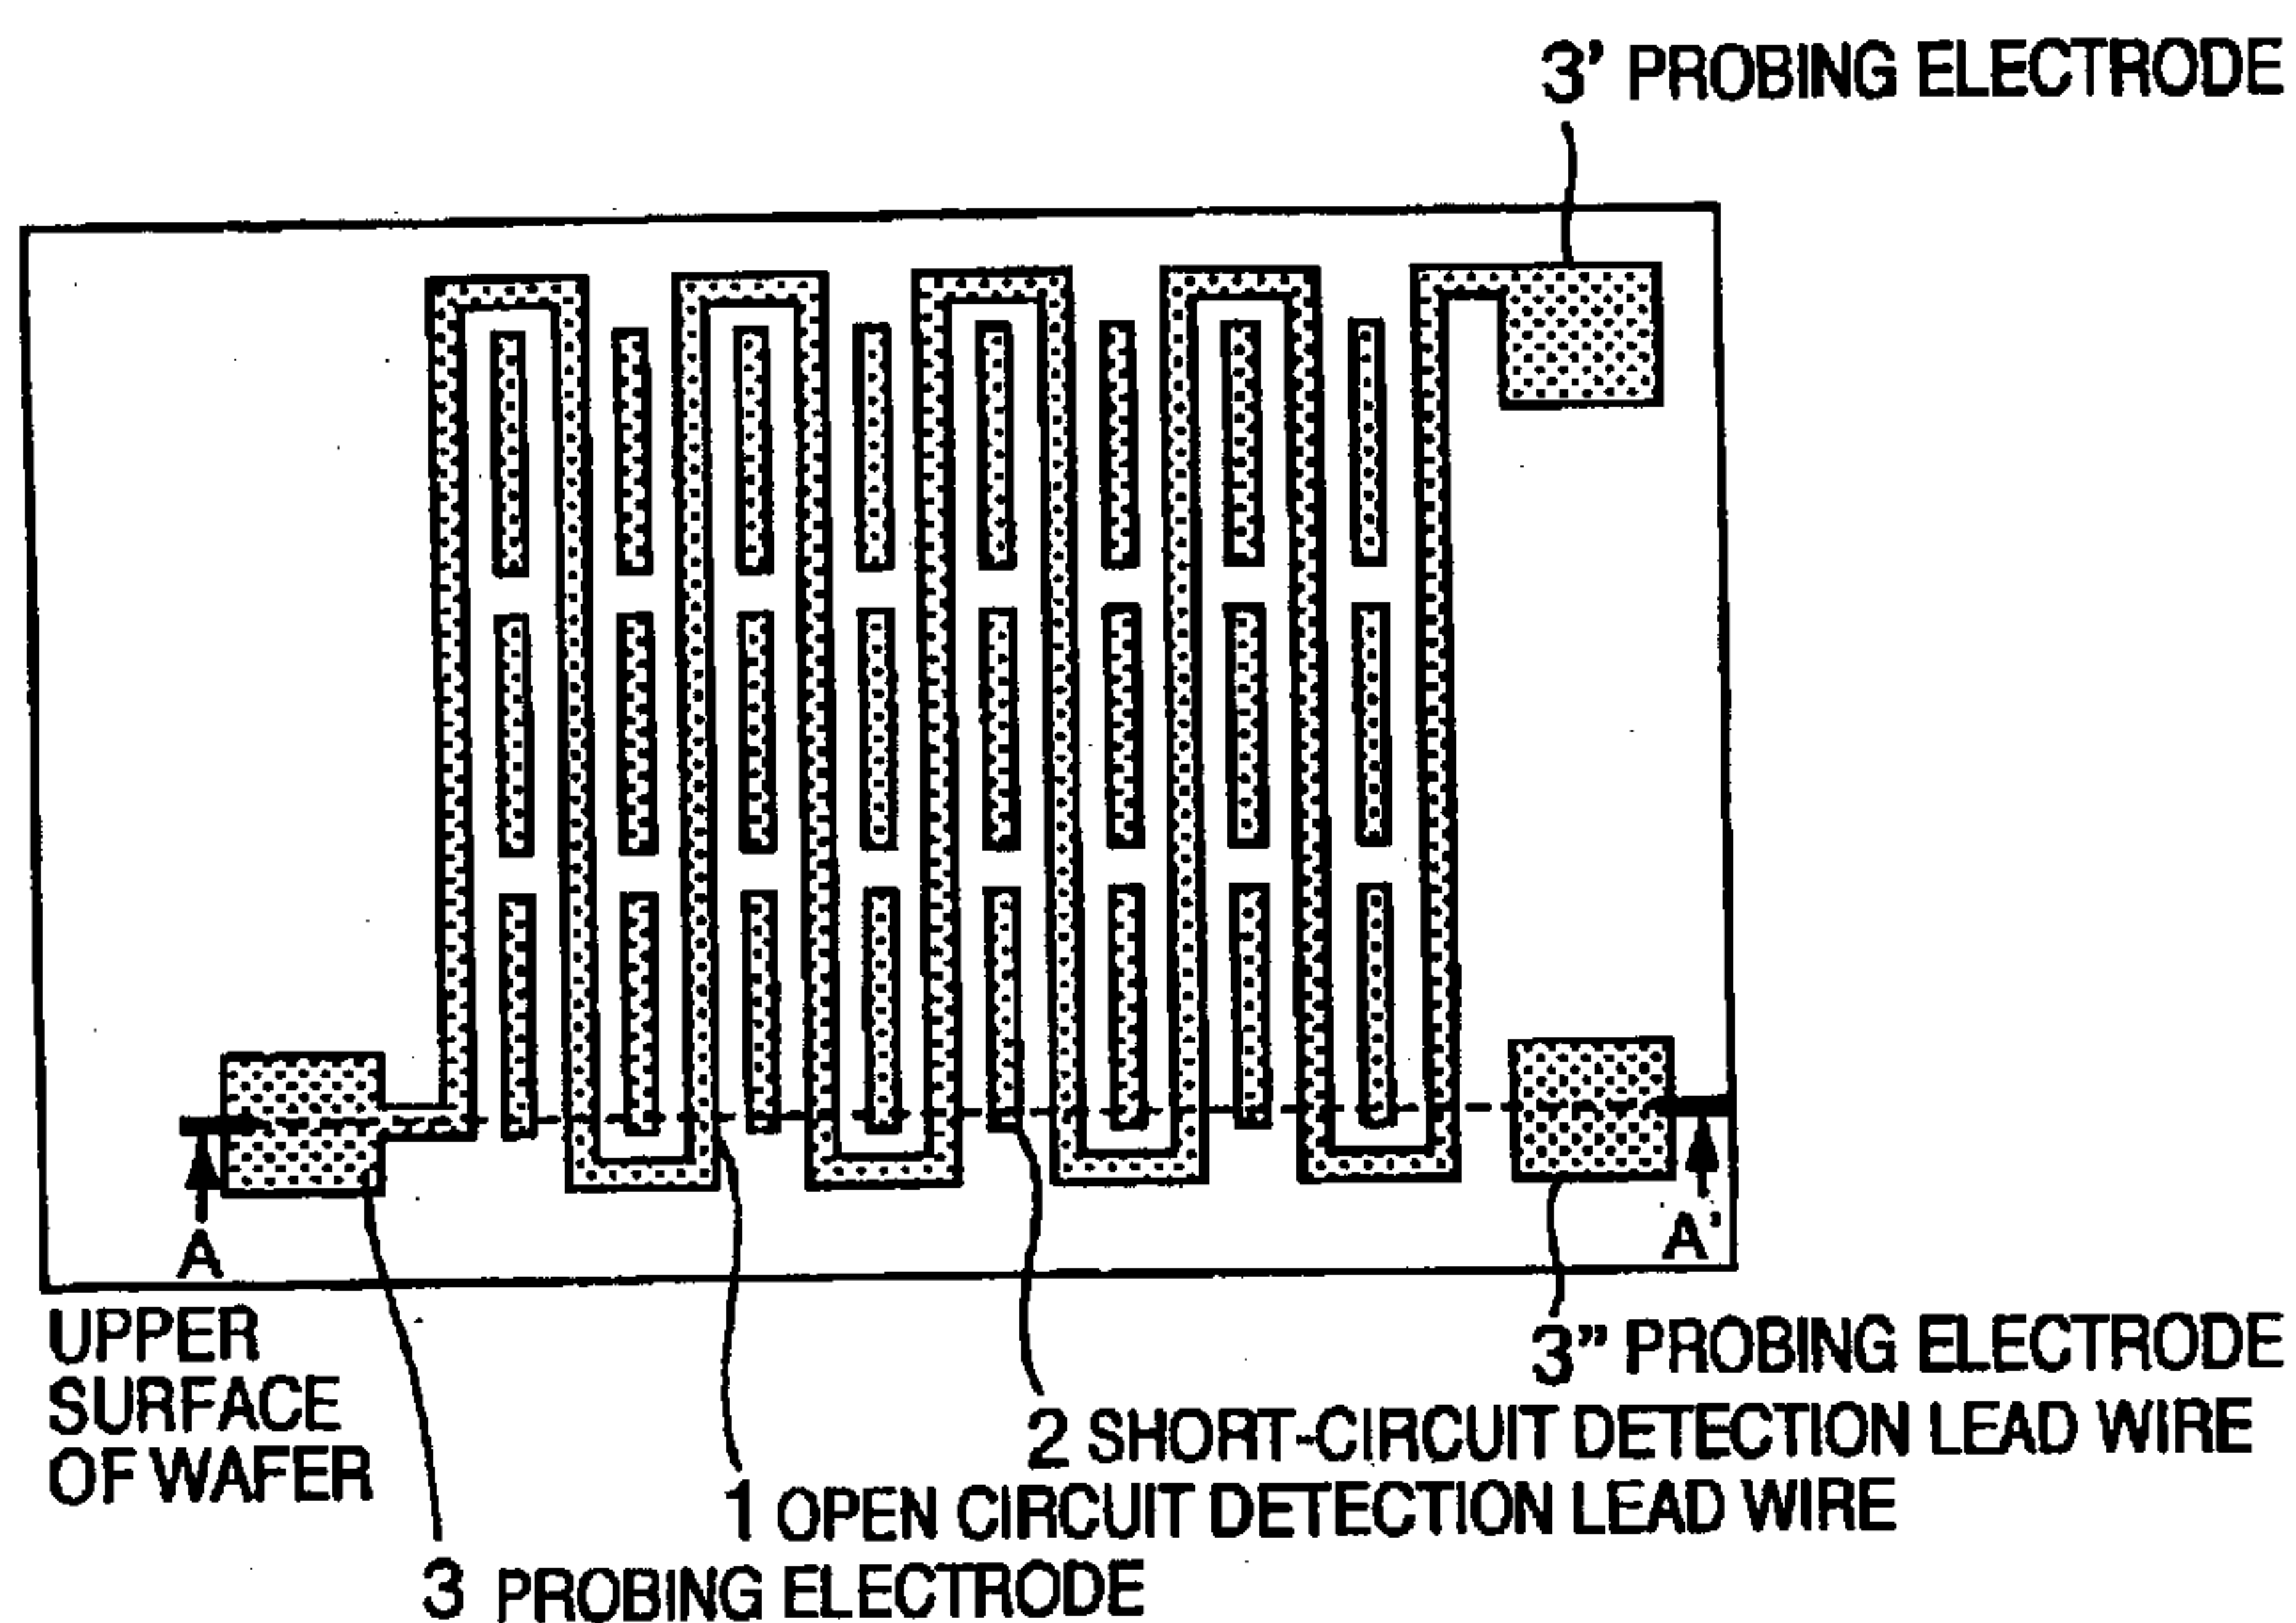 3' PROBING ELECTRODE
A
A'
UPPER
SURFACE
OF WAFER
3" PROBING ELECTRODE
2 SHORT-CIRCUIT DETECTION LEAD WIRE
1 OPEN CIRCUIT DETECTION LEAD WIRE
3 PROBING ELECTRODE